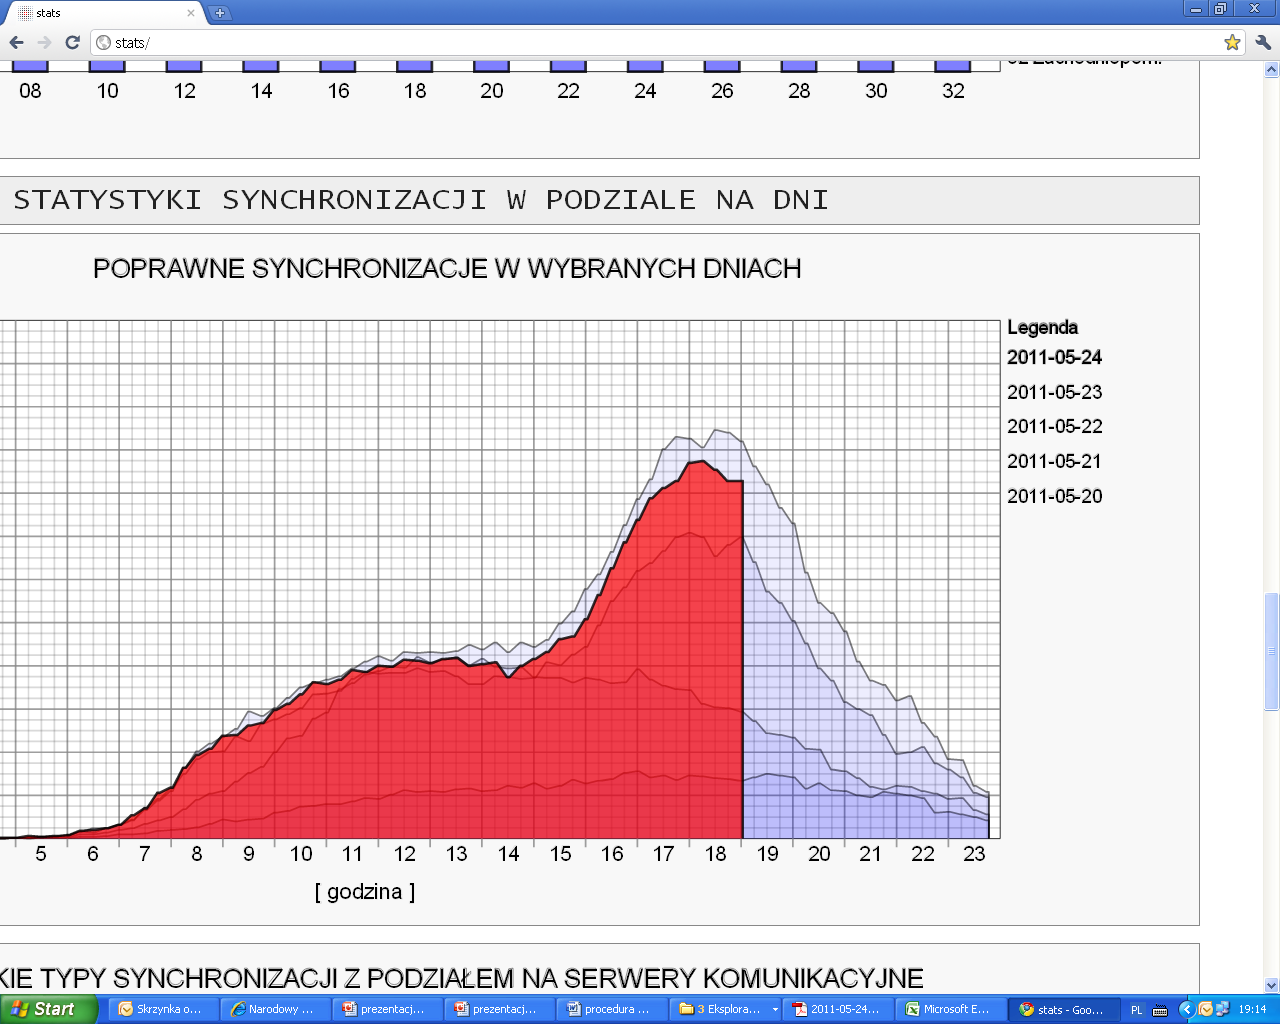 stats
stats/
08 10 12 14 16 18 20 22 24 26 28 30 32
STATYSTYKI SYNCHRONIZACJI W PODZIALE NA DNI
POPRAWNE SYNCHRONIZACJE W WYBRANYCH DNIACH
Legenda
2011-05-24
2011-05-23
2011-05-22
2011-05-21
2011-05-20
5 6 7 8 9 10 11 12 13 14 15 16 17 18 19 20 21 22 23
[ godzina ]
KIE TYPY SYNCHRONIZACJI Z PODZIAŁEM NA SERWERY KOMUNIKACYJNE
Start
Skrzynka o...
Narodowy ...
prezentacj...
prezentacj...
procedura ...
3 Eksplora...
2011-05-24...
Microsoft E...
stats - Goo...
PL
19:14